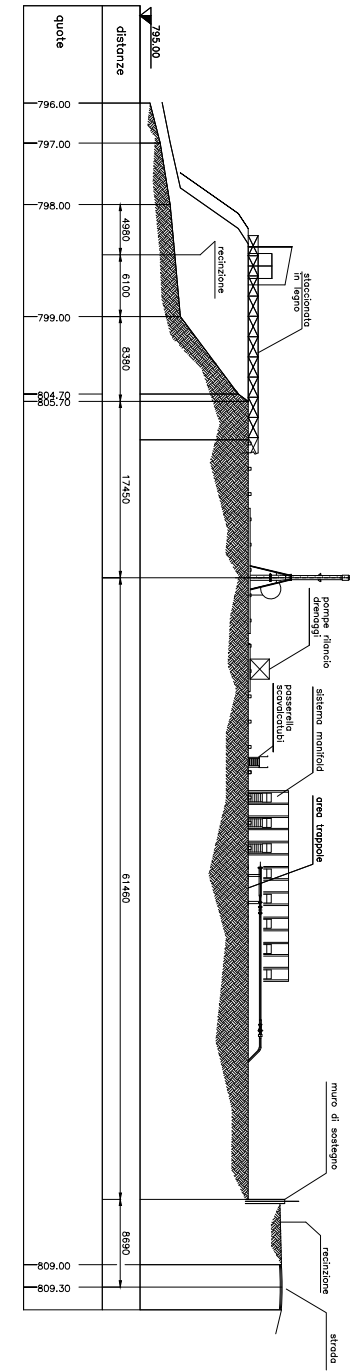 795.00
distanze
quote
796.00
797.00
798.00
799.00
804.70
805.70
809.00
809.30
4980
6100
8380
17450
61460
8690
recinzione
staccionata
in legno
pompe rilancio
drenaggi
passerella
scavalcatubi
sistema manifold
area trappole
muro di sostegno
recinzione
strada